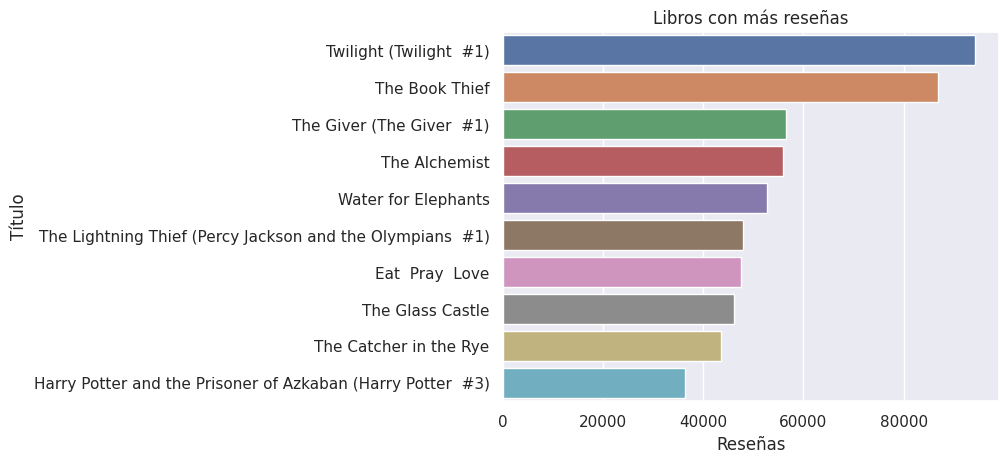 Libros con más reseñas
Título
Twilight (Twilight  #1)
The Book Thief
The Giver (The Giver  #1)
The Alchemist
Water for Elephants
The Lightning Thief (Percy Jackson and the Olympians  #1)
Eat  Pray  Love
The Glass Castle
The Catcher in the Rye
Harry Potter and the Prisoner of Azkaban (Harry Potter  #3)
0 20000 40000 60000 80000
Reseñas